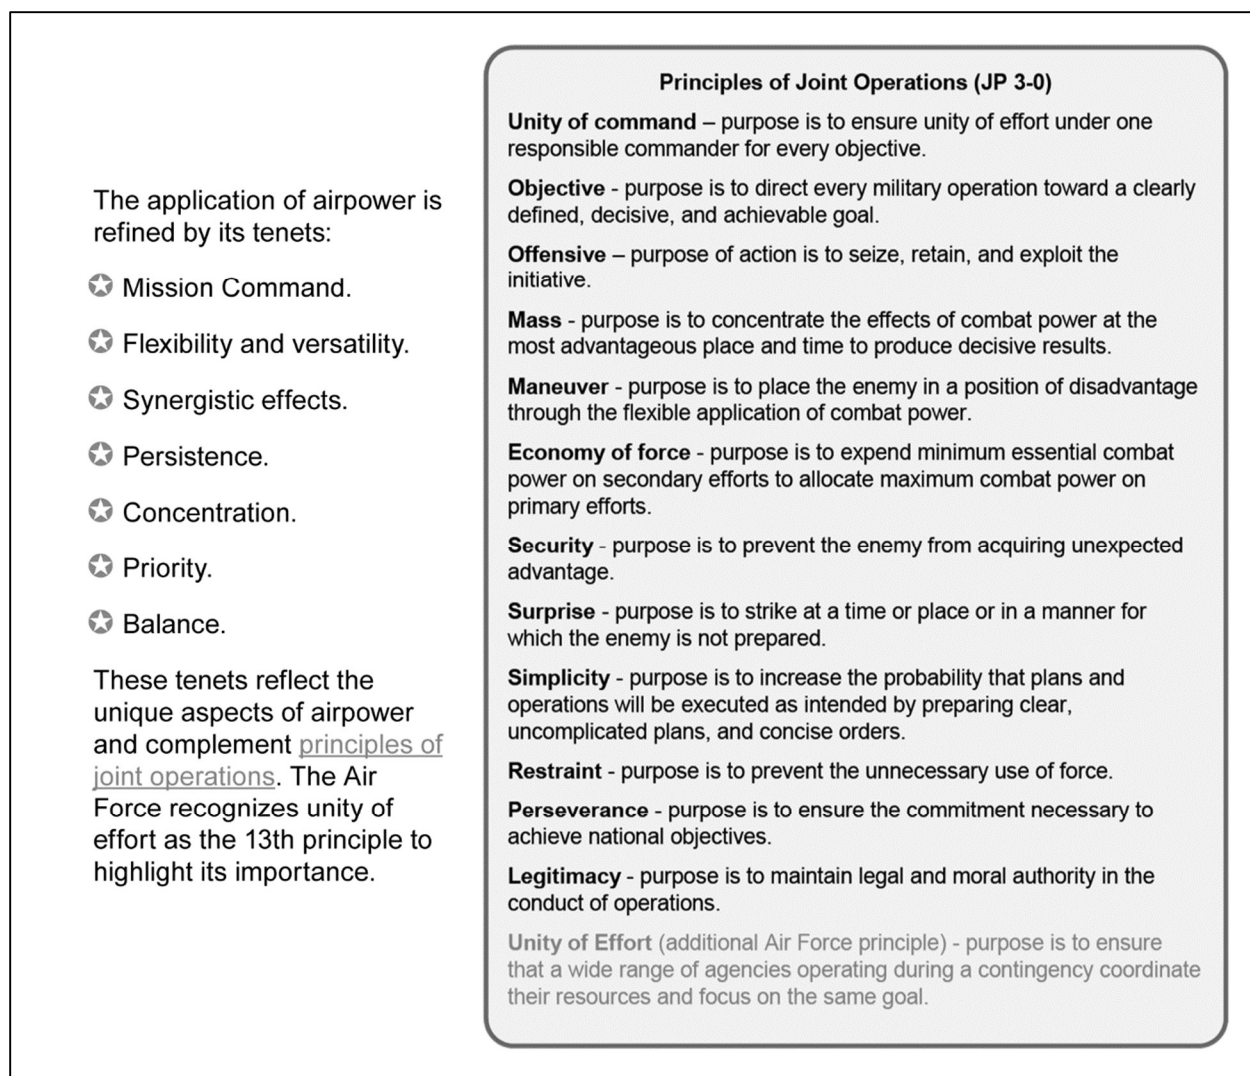 The application of airpower is
refined by its tenets:
Mission Command.
Flexibility and versatility.
Synergistic effects.
Persistence.
Concentration.
Priority.
Balance.
These tenets reflect the
unique aspects of airpower
and complement principles of
joint operations. The Air
Force recognizes unity of
effort as the 13th principle to
highlight its importance.
Principles of Joint Operations (JP 3-0)
Unity of command – purpose is to ensure unity of effort under one
responsible commander for every objective.
Objective - purpose is to direct every military operation toward a clearly
defined, decisive, and achievable goal.
Offensive – purpose of action is to seize, retain, and exploit the
initiative.
Mass - purpose is to concentrate the effects of combat power at the
most advantageous place and time to produce decisive results.
Maneuver - purpose is to place the enemy in a position of disadvantage
through the flexible application of combat power.
Economy of force - purpose is to expend minimum essential combat
power on secondary efforts to allocate maximum combat power on
primary efforts.
Security - purpose is to prevent the enemy from acquiring unexpected
advantage.
Surprise - purpose is to strike at a time or place or in a manner for
which the enemy is not prepared.
Simplicity - purpose is to increase the probability that plans and
operations will be executed as intended by preparing clear,
uncomplicated plans, and concise orders.
Restraint - purpose is to prevent the unnecessary use of force.
Perseverance - purpose is to ensure the commitment necessary to
achieve national objectives.
Legitimacy - purpose is to maintain legal and moral authority in the
conduct of operations.
Unity of Effort (additional Air Force principle) - purpose is to ensure
that a wide range of agencies operating during a contingency coordinate
their resources and focus on the same goal.